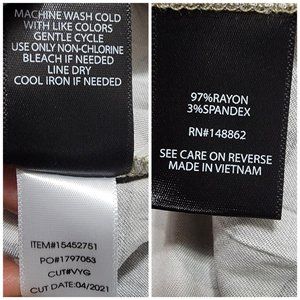 MACHINE WASH COLD
WITH LIKE COLORS
GENTLE CYCLE
USE ONLY NON-CHLORINE
BLEACH IF NEEDED
LINE DRY
COOL IRON IF NEEDED
ITEM#15452751
PO#1797053
CUT#VYG
CUT DATE:04/2021
97%RAYON
3%SPANDEX
RN#148862
SEE CARE ON REVERSE
MADE IN VIETNAM